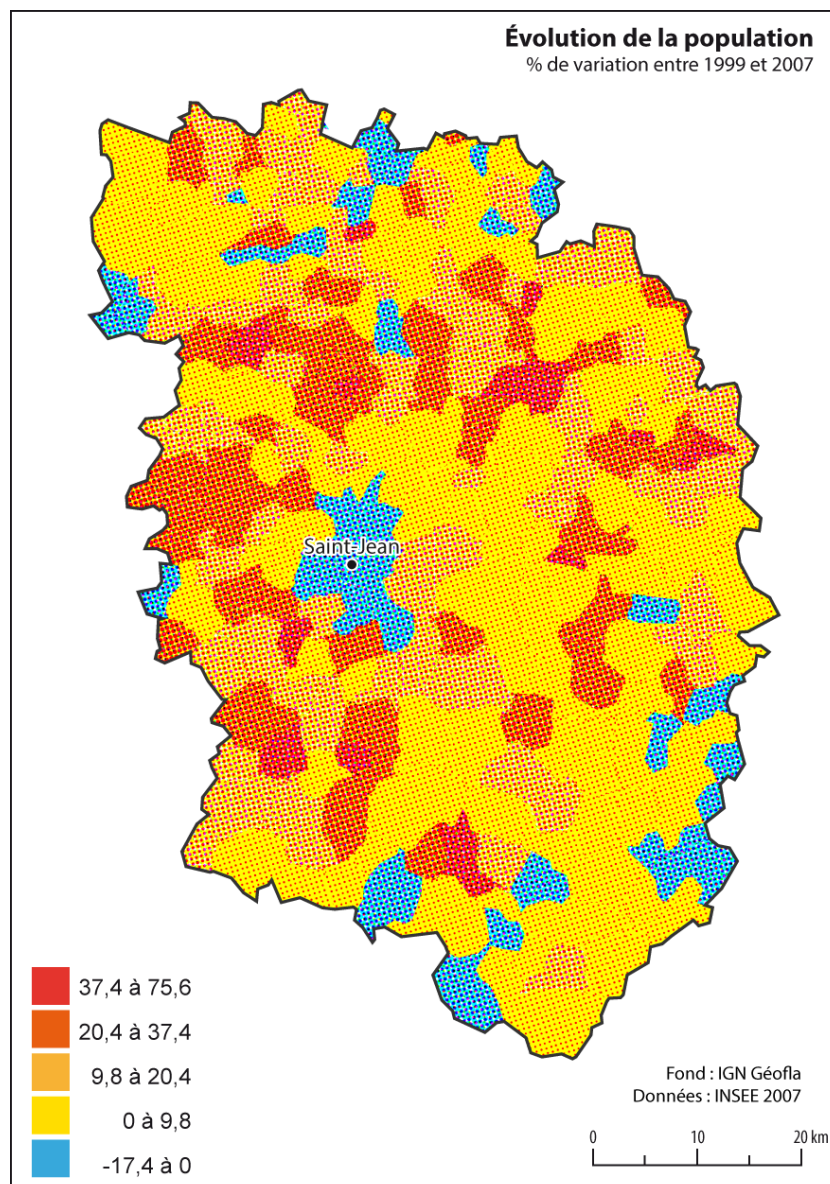 Évolution de la population
% de variation entre 1999 et 2007
Saint-Jean
37,4 à 75,6
20,4 à 37,4
9,8 à 20,4
0 à 9,8
-17,4 à 0
Fond : IGN Géofla
Données : INSEE 2007
0 10 20 km